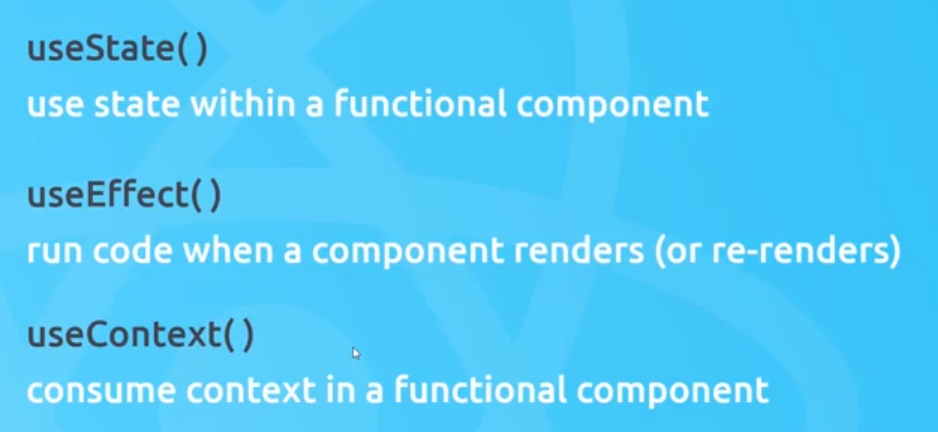 useState( )
use state within a functional component
useEffect( )
run code when a component renders (or re-renders)
useContext( )
consume context in a functional component